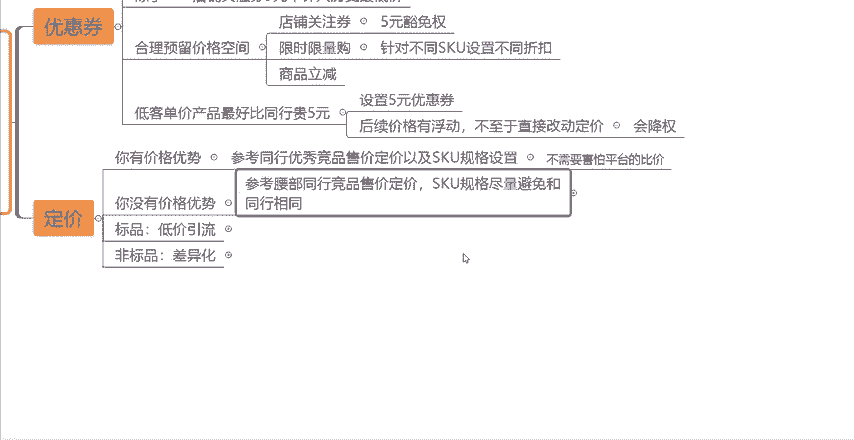 优惠券
店铺关注券
5元豁免权
合理预留价格空间
限时限量购
针对不同SKU设置不同折扣
商品立减
低客单价产品最好比同行贵5元
设置5元优惠券
后续价格有浮动，不至于直接改动定价
会降权
定价
你有价格优势
参考同行优秀竞品售价定价以及SKU规格设置
不需要害怕平台的比价
你没有价格优势
参考腰部同行竞品售价定价，SKU规格尽量避免和
同行相同
标品：低价引流
非标品：差异化